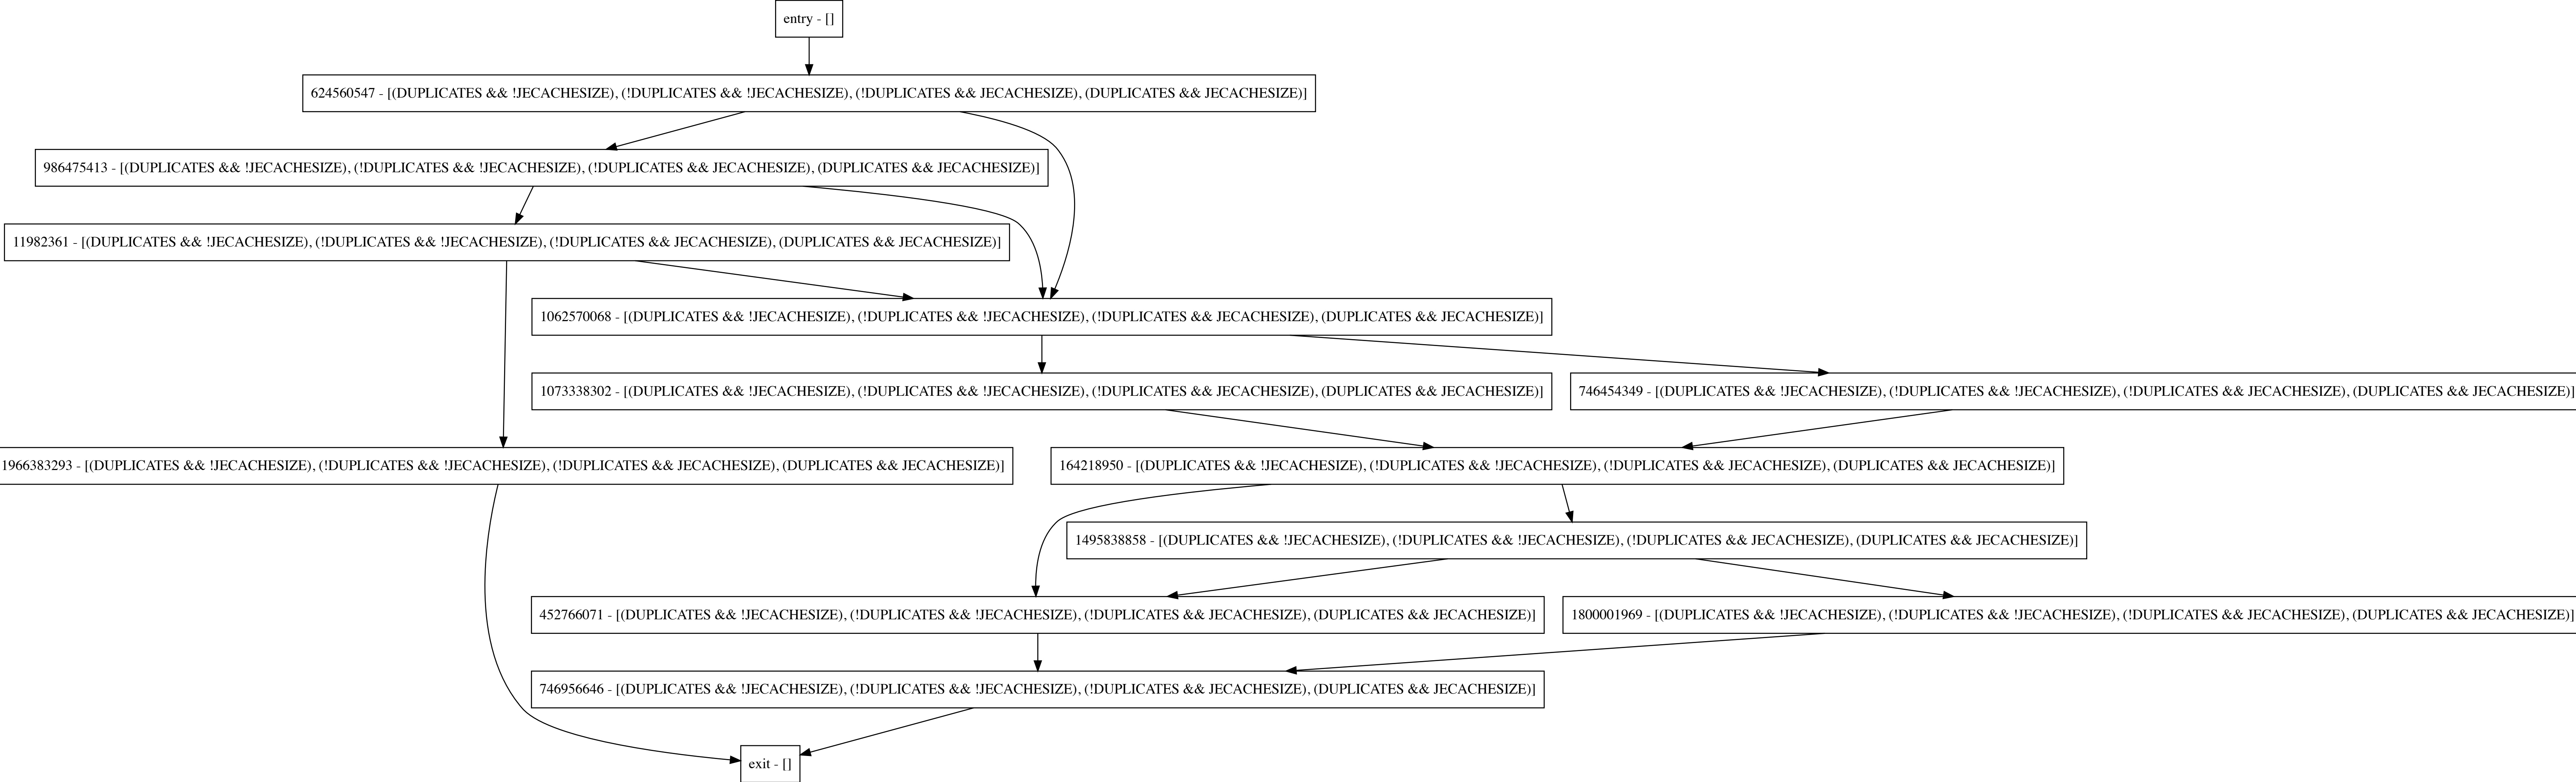 entry - []
624560547 - [(DUPLICATES && !JECACHESIZE), (!DUPLICATES && !JECACHESIZE), (!DUPLICATES && JECACHESIZE), (DUPLICATES && JECACHESIZE)]
986475413 - [(DUPLICATES && !JECACHESIZE), (!DUPLICATES && !JECACHESIZE), (!DUPLICATES && JECACHESIZE), (DUPLICATES && JECACHESIZE)]
11982361 - [(DUPLICATES && !JECACHESIZE), (!DUPLICATES && !JECACHESIZE), (!DUPLICATES && JECACHESIZE), (DUPLICATES && JECACHESIZE)]
1062570068 - [(DUPLICATES && !JECACHESIZE), (!DUPLICATES && !JECACHESIZE), (!DUPLICATES && JECACHESIZE), (DUPLICATES && JECACHESIZE)]
1073338302 - [(DUPLICATES && !JECACHESIZE), (!DUPLICATES && !JECACHESIZE), (!DUPLICATES && JECACHESIZE), (DUPLICATES && JECACHESIZE)]
746454349 - [(DUPLICATES && !JECACHESIZE), (!DUPLICATES && !JECACHESIZE), (!DUPLICATES && JECACHESIZE), (DUPLICATES && JECACHESIZE)]
1966383293 - [(DUPLICATES && !JECACHESIZE), (!DUPLICATES && !JECACHESIZE), (!DUPLICATES && JECACHESIZE), (DUPLICATES && JECACHESIZE)]
164218950 - [(DUPLICATES && !JECACHESIZE), (!DUPLICATES && !JECACHESIZE), (!DUPLICATES && JECACHESIZE), (DUPLICATES && JECACHESIZE)]
1495838858 - [(DUPLICATES && !JECACHESIZE), (!DUPLICATES && !JECACHESIZE), (!DUPLICATES && JECACHESIZE), (DUPLICATES && JECACHESIZE)]
452766071 - [(DUPLICATES && !JECACHESIZE), (!DUPLICATES && !JECACHESIZE), (!DUPLICATES && JECACHESIZE), (DUPLICATES && JECACHESIZE)]
1800001969 - [(DUPLICATES && !JECACHESIZE), (!DUPLICATES && !JECACHESIZE), (!DUPLICATES && JECACHESIZE), (DUPLICATES && JECACHESIZE)]
746956646 - [(DUPLICATES && !JECACHESIZE), (!DUPLICATES && !JECACHESIZE), (!DUPLICATES && JECACHESIZE), (DUPLICATES && JECACHESIZE)]
exit - []